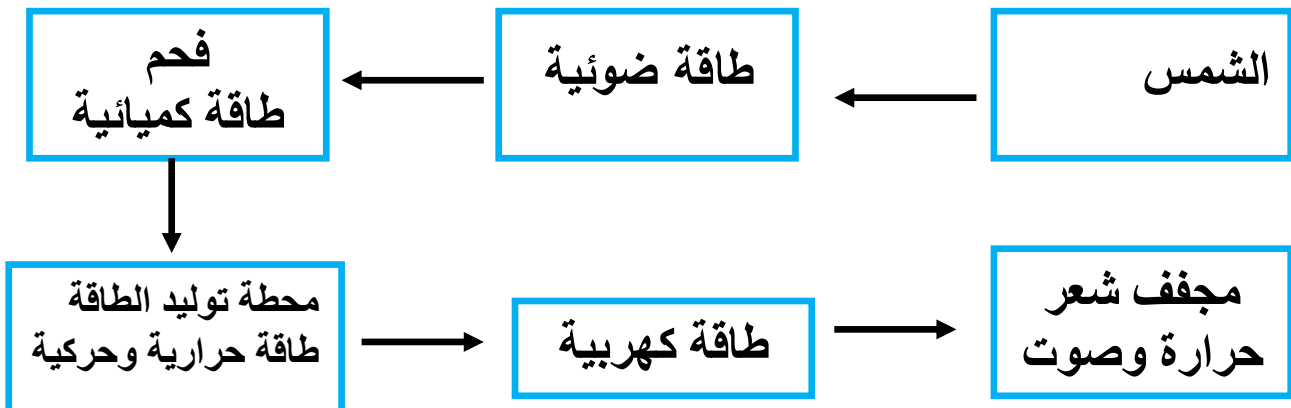 الشمس
طاقة ضوئية
فحم
طاقة كميائية
محطة توليد الطاقة
طاقة حرارية وحركية
طاقة كهربية
مجفف شعر
حرارة وصوت